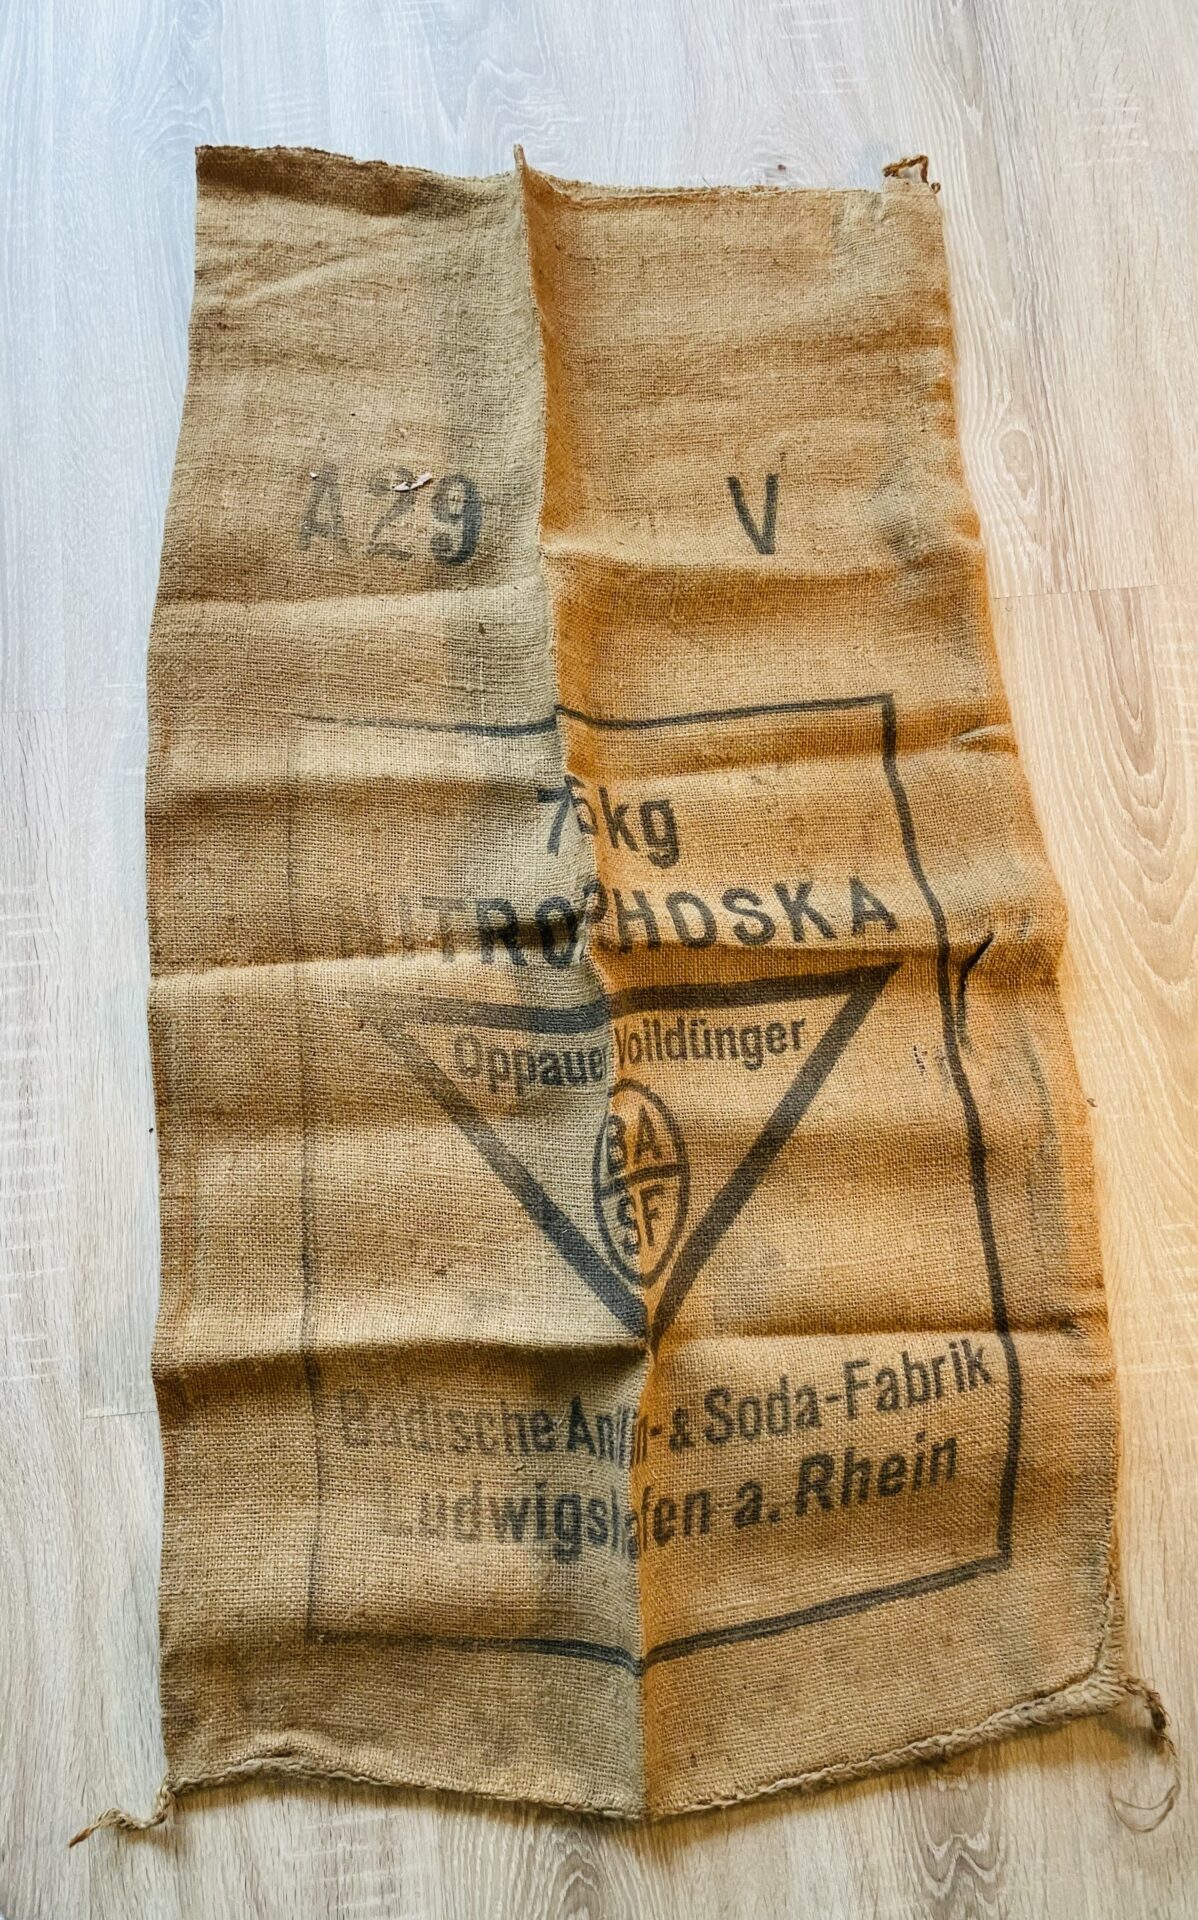 A29 V
75kg
NITROPHOSKA
Oppauer Volldünger
BA
SF
Badische Anilin- & Soda-Fabrik
Ludwigshafen a. Rhein